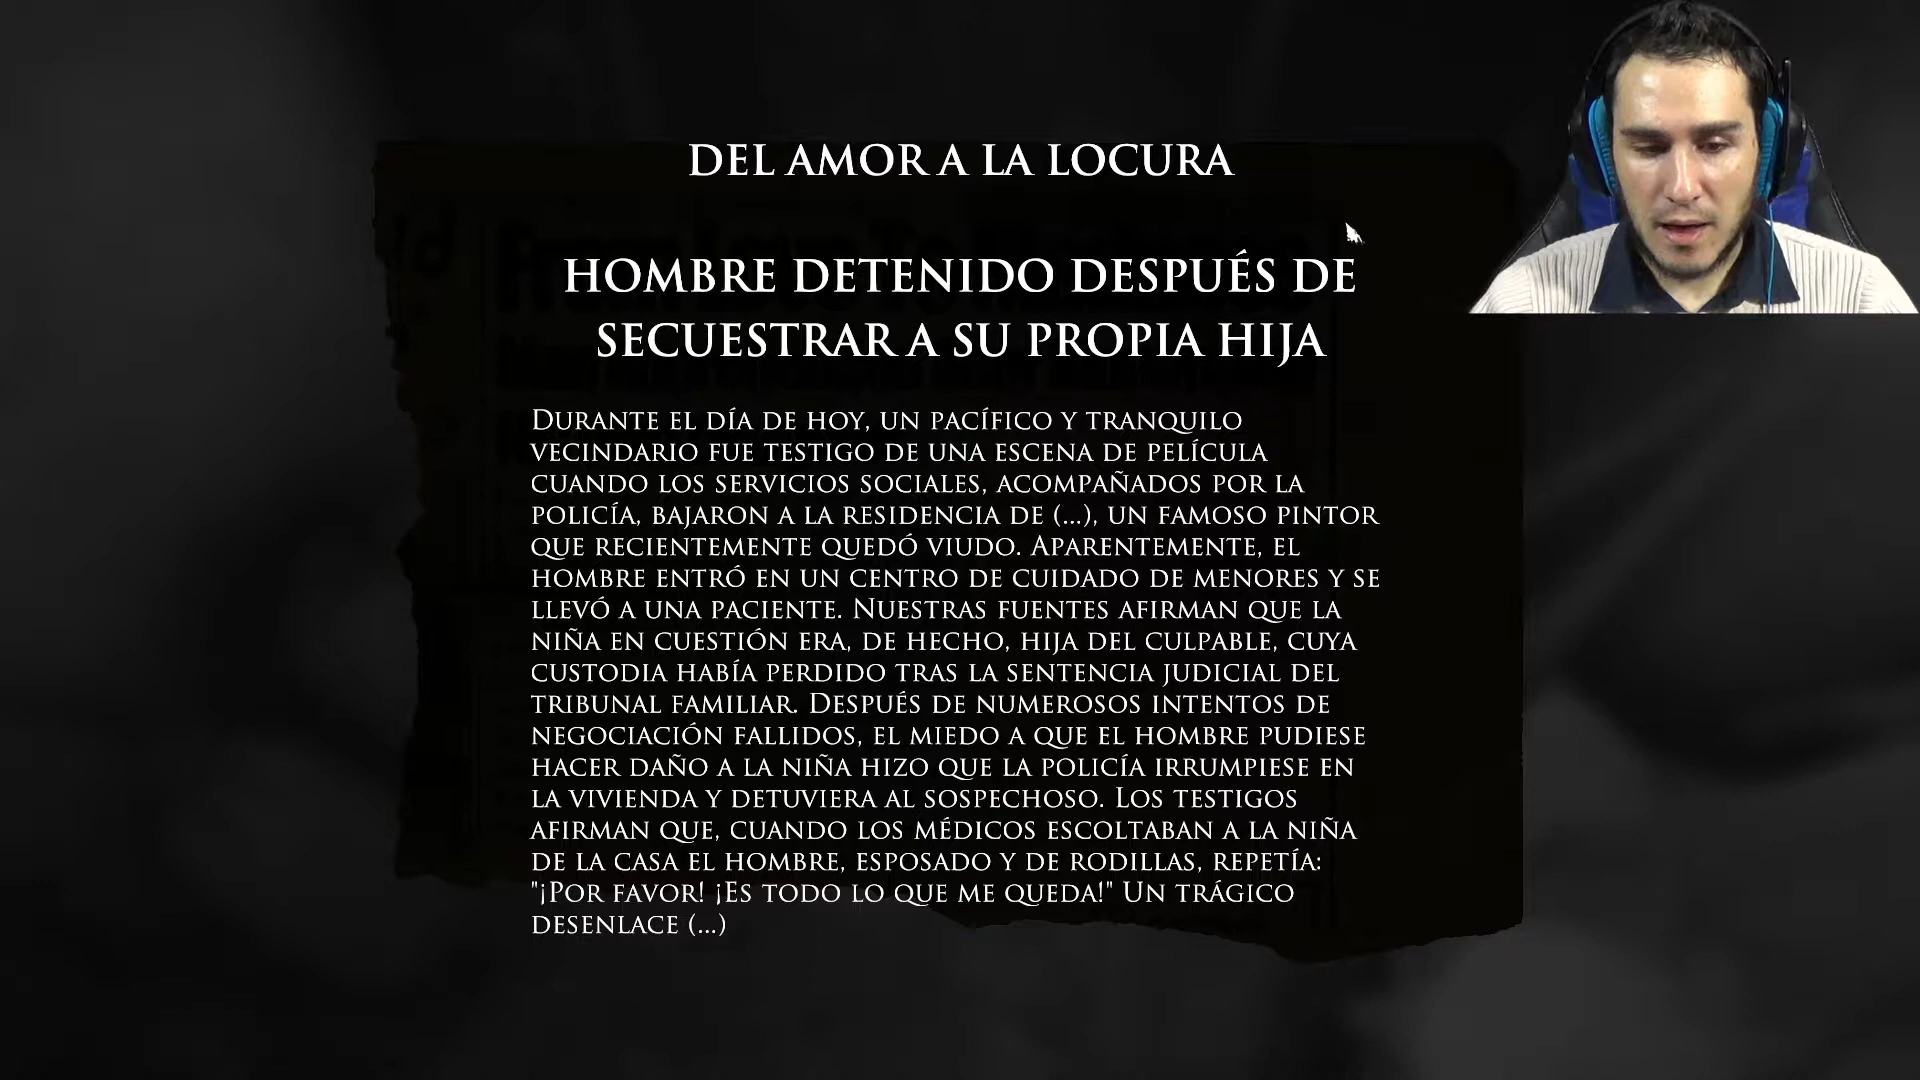 DEL AMOR A LA LOCURA
HOMBRE DETENIDO DESPUÉS DE
SECUESTRAR A SU PROPIA HIJA
DURANTE EL DÍA DE HOY, UN PACÍFICO Y TRANQUILO
VECINDARIO FUE TESTIGO DE UNA ESCENA DE PELÍCULA
CUANDO LOS SERVICIOS SOCIALES, ACOMPAÑADOS POR LA
POLICÍA, BAJARON A LA RESIDENCIA DE (...), UN FAMOSO PINTOR
QUE RECIENTEMENTE QUEDÓ VIUDO. APARENTEMENTE, EL
HOMBRE ENTRÓ EN UN CENTRO DE CUIDADO DE MENORES Y SE
LLEVÓ A UNA PACIENTE. NUESTRAS FUENTES AFIRMAN QUE LA
NIÑA EN CUESTIÓN ERA, DE HECHO, HIJA DEL CULPABLE, CUYA
CUSTODIA HABÍA PERDIDO TRAS LA SENTENCIA JUDICIAL DEL
TRIBUNAL FAMILIAR. DESPUÉS DE NUMEROSOS INTENTOS DE
NEGOCIACIÓN FALLIDOS, EL MIEDO A QUE EL HOMBRE PUDIESE
HACER DAÑO A LA NIÑA HIZO QUE LA POLICÍA IRRUMPIESE EN
LA VIVIENDA Y DETUVIERA AL SOSPECHOSO. LOS TESTIGOS
AFIRMAN QUE, CUANDO LOS MÉDICOS ESCOLTABAN A LA NIÑA
DE LA CASA EL HOMBRE, ESPOSADO Y DE RODILLAS, REPETÍA:
"¡POR FAVOR! ¡ES TODO LO QUE ME QUEDA!" UN TRÁGICO
DESENLACE (...)